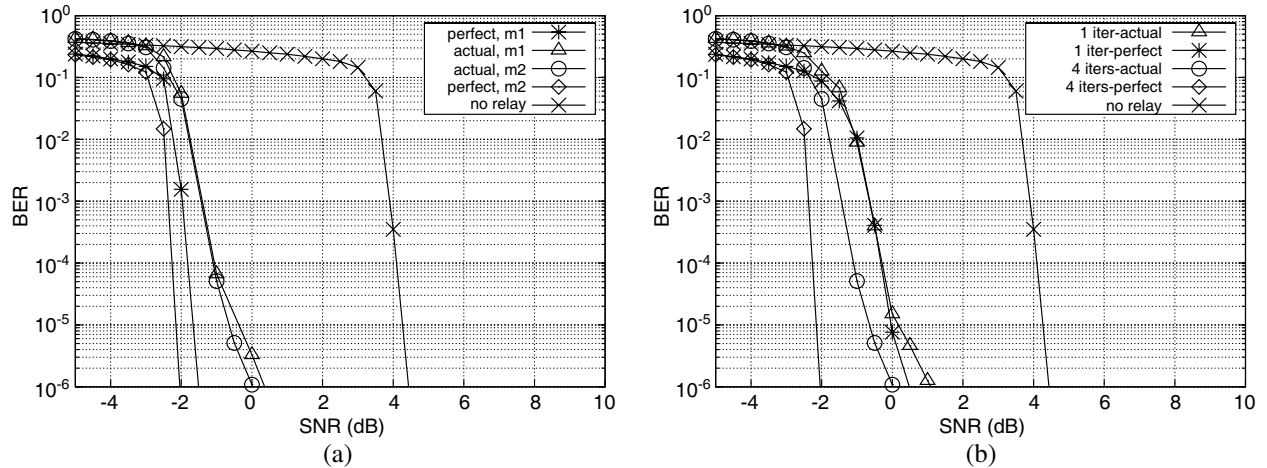 10^0
10^-1
10^-2
10^-3
10^-4
10^-5
10^-6
BER
-4 -2 0 2 4 6 8 10
SNR (dB)
perfect, m1
actual, m1
actual, m2
perfect, m2
no relay
(a)
10^0
10^-1
10^-2
10^-3
10^-4
10^-5
10^-6
BER
-4 -2 0 2 4 6 8 10
SNR (dB)
1 iter-actual
1 iter-perfect
4 iters-actual
4 iters-perfect
no relay
(b)